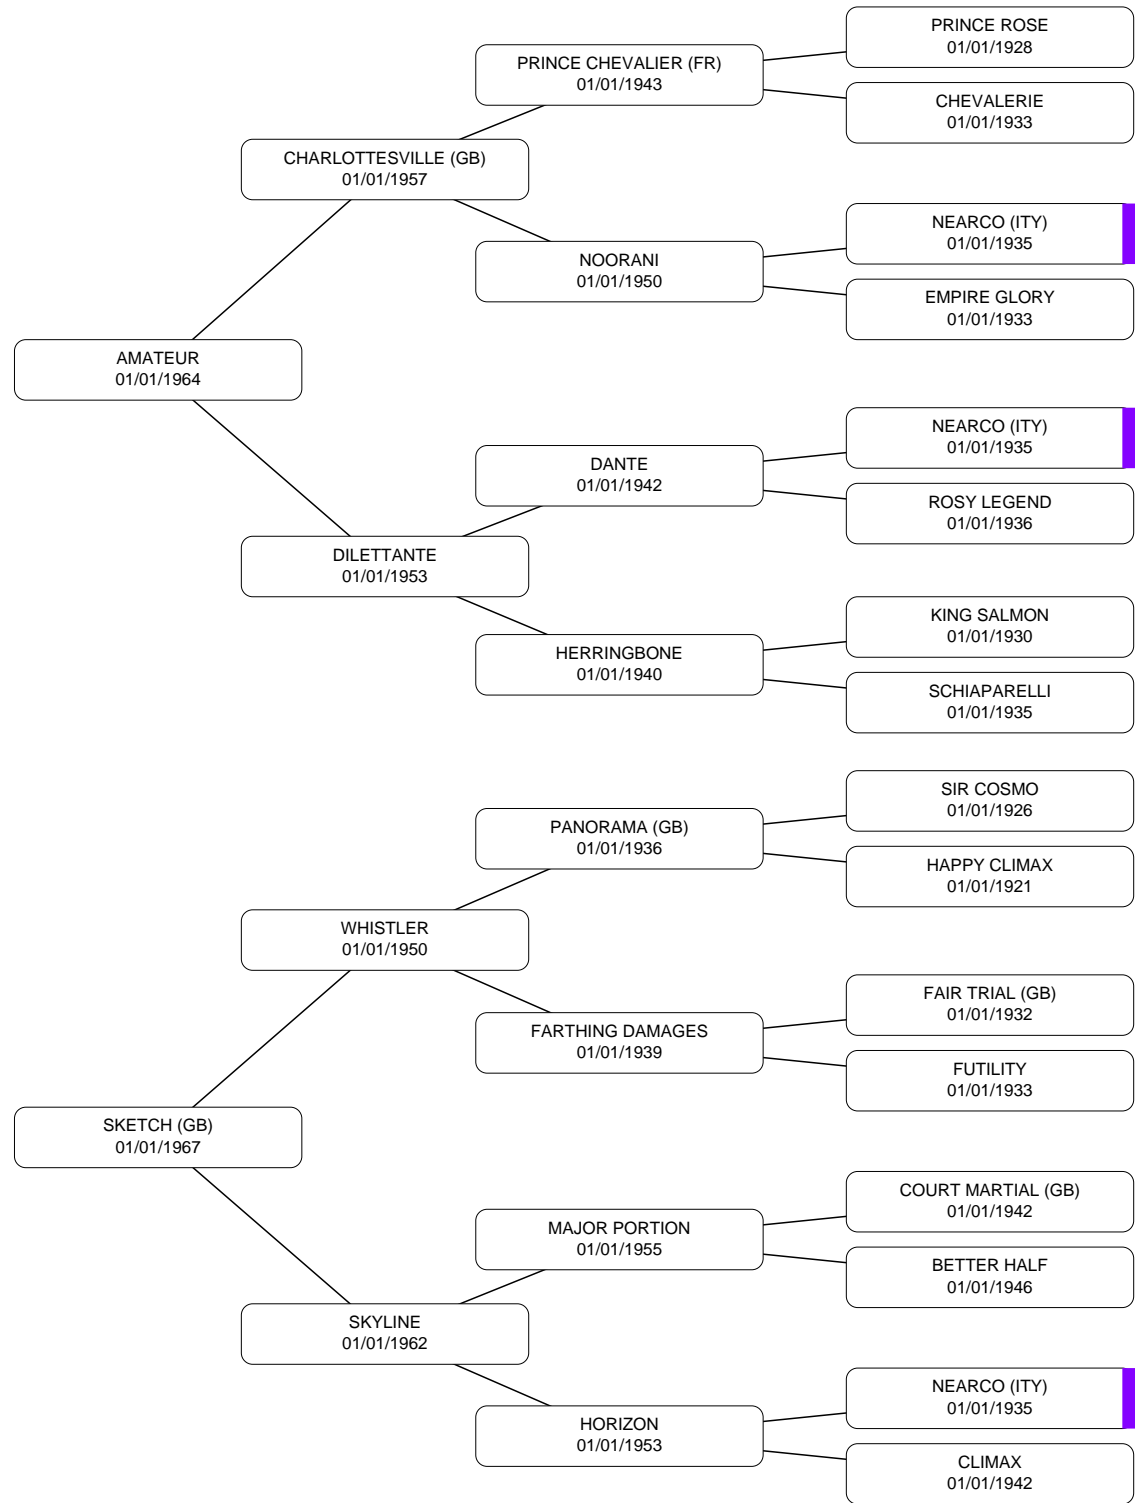 PRINCE ROSE
01/01/1928
PRINCE CHEVALIER (FR)
01/01/1943
CHEVALERIE
01/01/1933
CHARLOTTESVILLE (GB)
01/01/1957
NEARCO (ITY)
01/01/1935
NOORANI
01/01/1950
EMPIRE GLORY
01/01/1933
AMATEUR
01/01/1964
NEARCO (ITY)
01/01/1935
DANTE
01/01/1942
ROSY LEGEND
01/01/1936
DILETTANTE
01/01/1953
KING SALMON
01/01/1930
HERRINGBONE
01/01/1940
SCHIAPARELLI
01/01/1935
SIR COSMO
01/01/1926
PANORAMA (GB)
01/01/1936
HAPPY CLIMAX
01/01/1921
WHISTLER
01/01/1950
FAIR TRIAL (GB)
01/01/1932
FARTHING DAMAGES
01/01/1939
FUTILITY
01/01/1933
SKETCH (GB)
01/01/1967
COURT MARTIAL (GB)
01/01/1942
MAJOR PORTION
01/01/1955
BETTER HALF
01/01/1946
SKYLINE
01/01/1962
NEARCO (ITY)
01/01/1935
HORIZON
01/01/1953
CLIMAX
01/01/1942